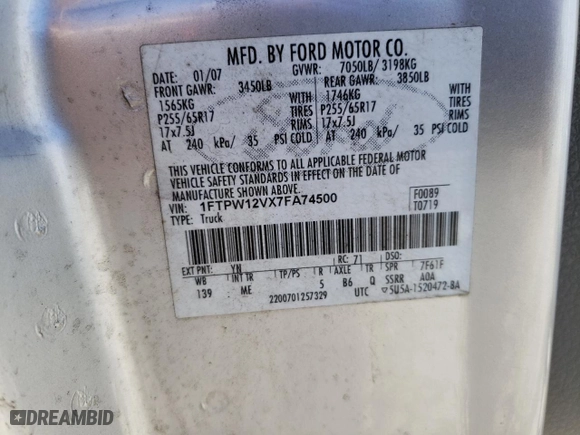 MFD. BY FORD MOTOR CO.
DATE: 01/07 GVWR: 7050LB/ 3198KG
FRONT GAWR: 3450LB REAR GAWR: 3850LB
1565KG WITH 1746KG WITH
P255/65R17 TIRES P255/65R17 TIRES
17x7.5J RIMS 17x7.5J RIMS
AT 240 kPa/ 35 PSI COLD AT 240 kPa/ 35 PSI COLD
THIS VEHICLE CONFORMS TO ALL APPLICABLE FEDERAL MOTOR
VEHICLE SAFETY STANDARDS IN EFFECT ON THE DATE OF
MANUFACTURE SHOWN ABOVE.
VIN: 1FTPW12VX7FA74500 F0089
TYPE: Truck T0719
EXT PNT: YN RC: 71 7F61F
WB INT TR TP/PS R AXLE TR SPR
139 ME 5 B6 Q SSRR AOA
2200701257329 UTC 5U5A-1520472-BA
DREAMBID